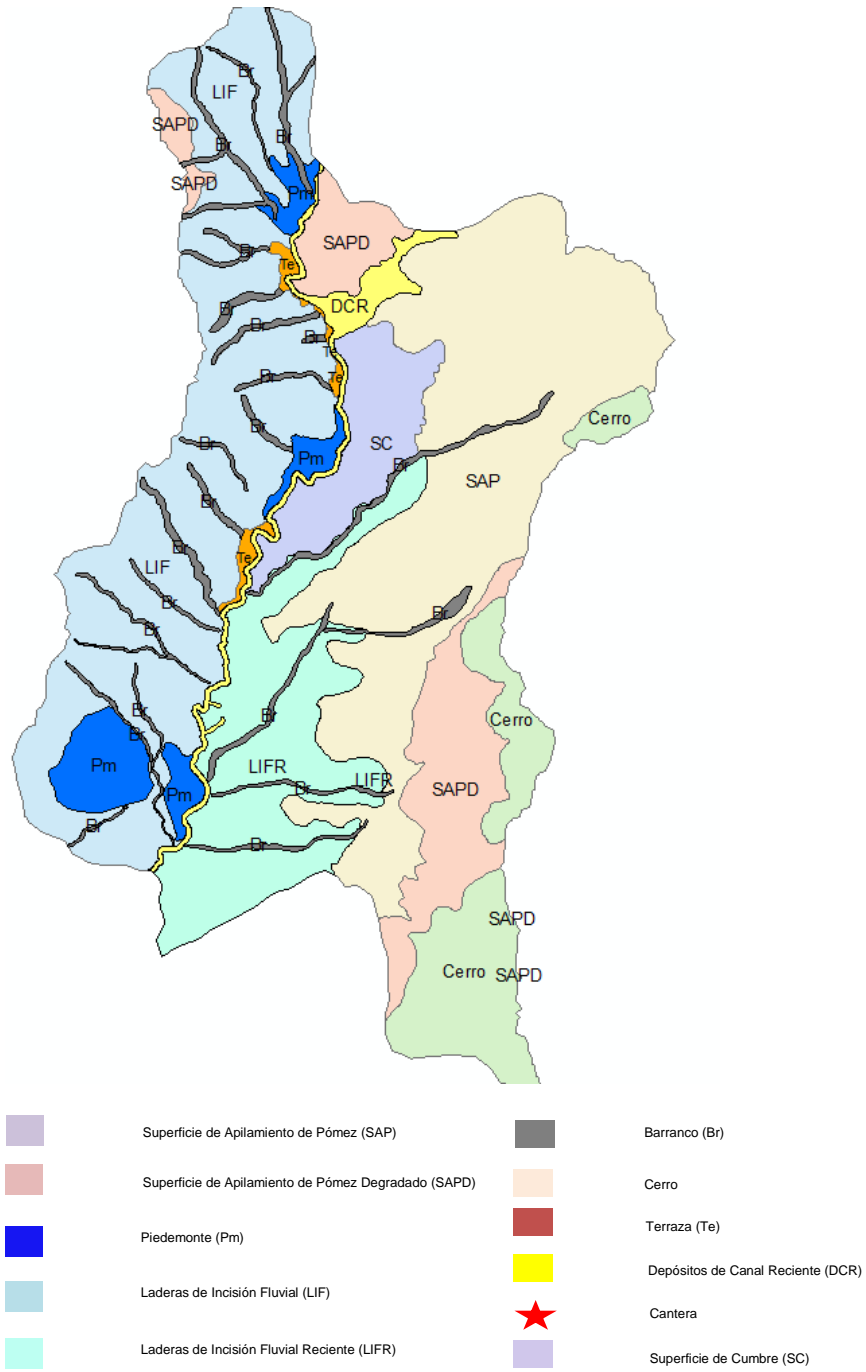 Br
LIF
SAPD
Br
Br
SAPD
Pm
SAPD
Br
Te
DCR
Br
Br
Br
Te
Br
Te
Cerro
Br
SC
Br
Pm
Br
SAP
Br
Te
LIF
Br
Br
Br
Cerro
Br
Br
Br
Pm
LIFR
LIFR
Br
Pm
SAPD
Br
Br
SAPD
Cerro
SAPD
Superficie de Apilamiento de Pómez (SAP)
Superficie de Apilamiento de Pómez Degradado (SAPD)
Piedemonte (Pm)
Laderas de Incisión Fluvial (LIF)
Laderas de Incisión Fluvial Reciente (LIFR)
Barranco (Br)
Cerro
Terraza (Te)
Depósitos de Canal Reciente (DCR)
Cantera
Superficie de Cumbre (SC)